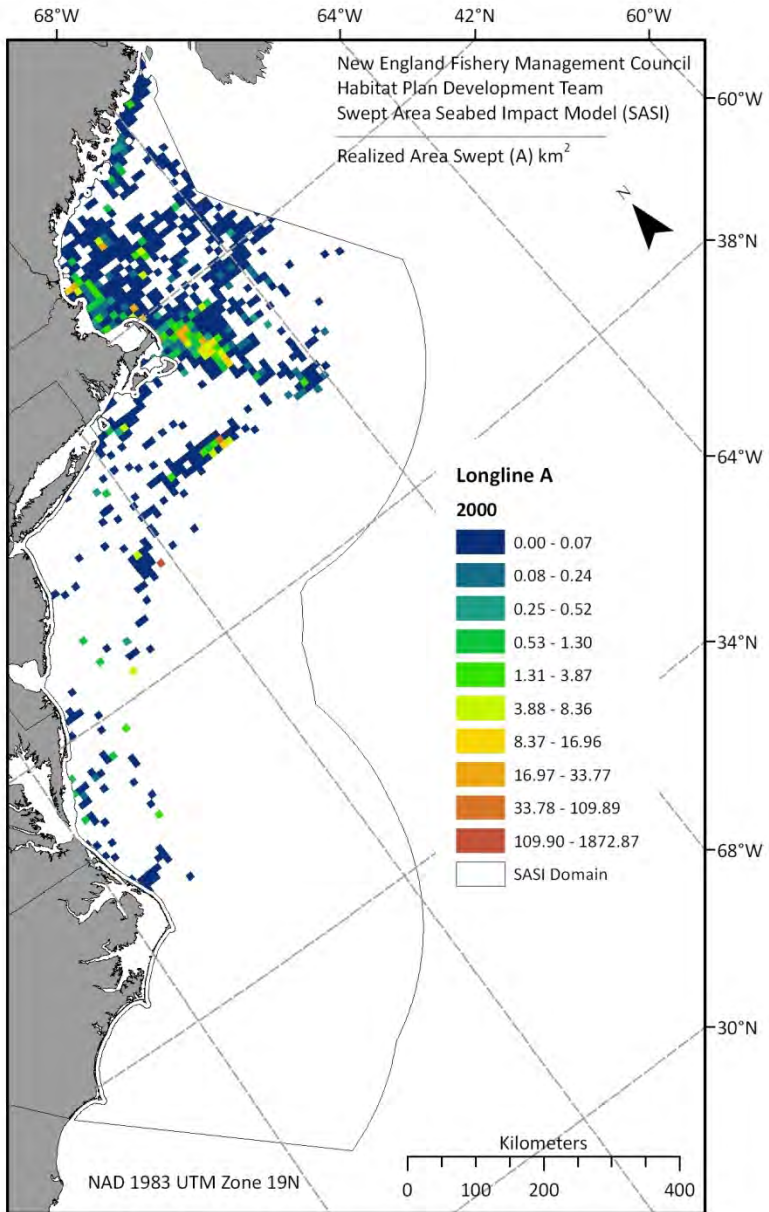 68°W 64°W 42°N 60°W
New England Fishery Management Council
Habitat Plan Development Team
Swept Area Seabed Impact Model (SASI)
Realized Area Swept (A) km²
60°W
N
38°N
64°W
34°N
68°W
30°N
Longline A
2000
0.00 - 0.07
0.08 - 0.24
0.25 - 0.52
0.53 - 1.30
1.31 - 3.87
3.88 - 8.36
8.37 - 16.96
16.97 - 33.77
33.78 - 109.89
109.90 - 1872.87
SASI Domain
Kilometers
0 100 200 300 400
NAD 1983 UTM Zone 19N